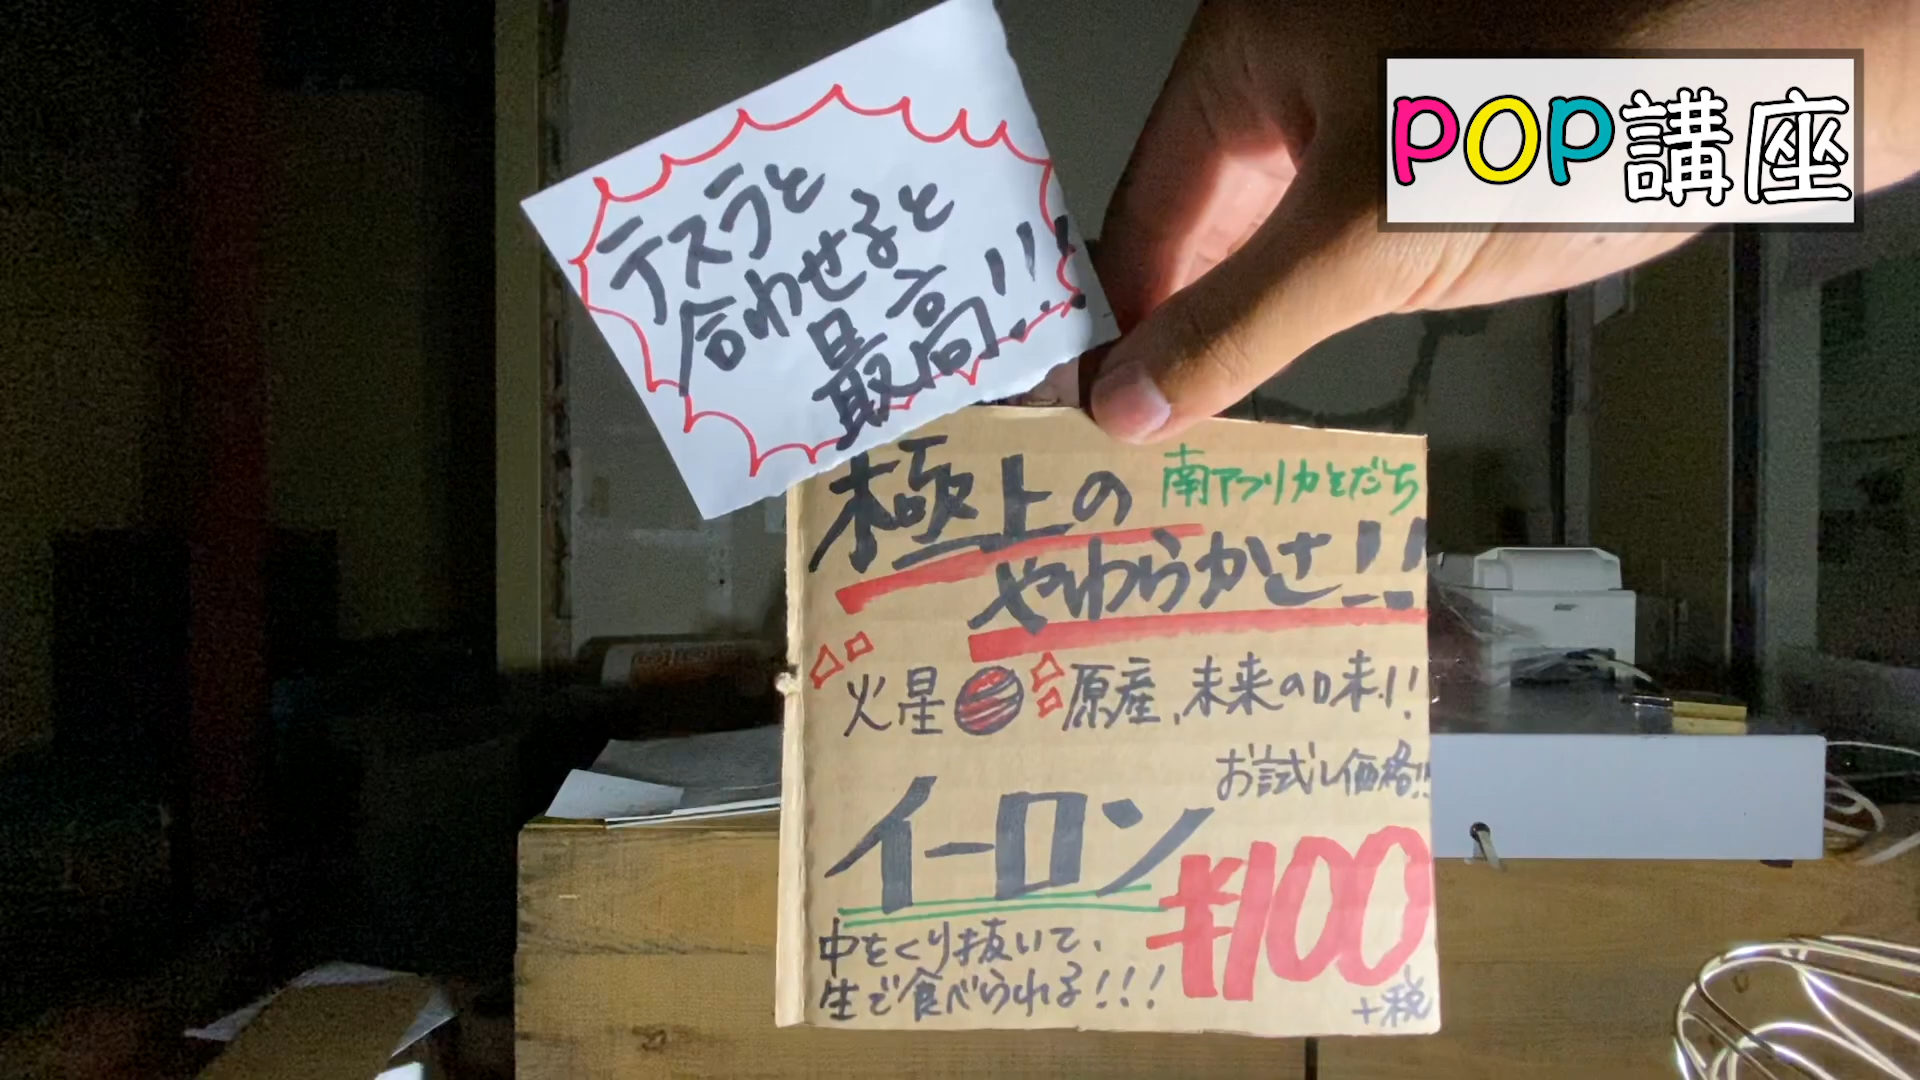 POP講座
テスラと
合わせると
最高!!
南アフリカそだち
極上の
やわらかさ!!
火星 原産、未来の味!!
お試し価格!!
イーロン
¥100
+税
中をくり抜いて、
生で食べられる!!!